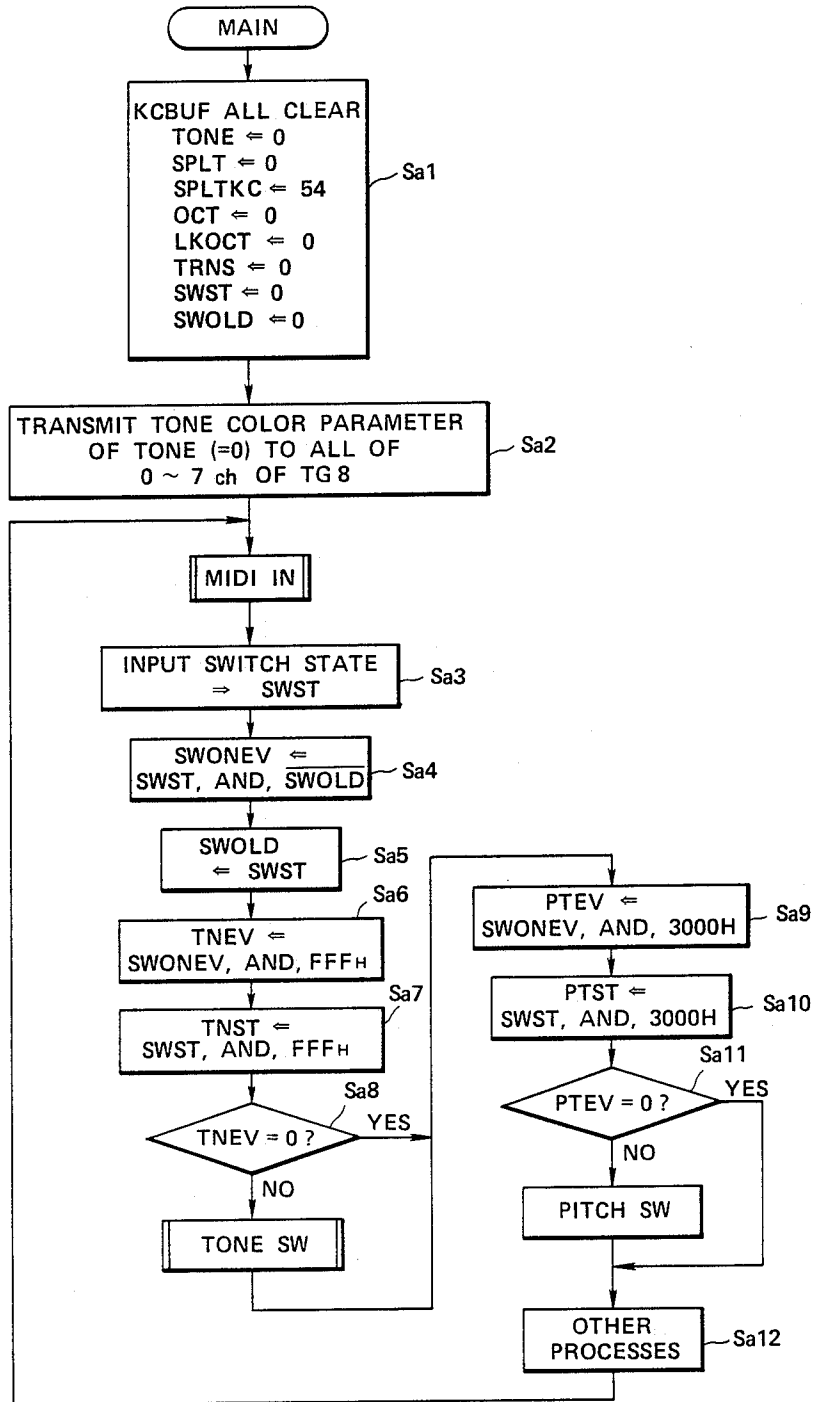 MAIN
KCBUF ALL CLEAR
TONE ⇐ 0
SPLT ⇐ 0
SPLTKC ⇐ 54
OCT ⇐ 0
LKOCT ⇐ 0
TRNS ⇐ 0
SWST ⇐ 0
SWOLD ⇐ 0
Sa1
TRANSMIT TONE COLOR PARAMETER
OF TONE (=0) TO ALL OF
0 ~ 7 ch OF TG8
Sa2
MIDI IN
INPUT SWITCH STATE
⇒ SWST
Sa3
SWONEV ⇐
SWST, AND, S̅W̅O̅L̅D̅
Sa4
SWOLD
⇐ SWST
Sa5
Sa6
TNEV ⇐
SWONEV, AND, FFFH
Sa7
TNST ⇐
SWST, AND, FFFH
Sa8
TNEV = 0 ?
YES
NO
TONE SW
PTEV ⇐
SWONEV, AND, 3000H
Sa9
PTST ⇐
SWST, AND, 3000H
Sa10
Sa11
PTEV = 0 ?
YES
NO
PITCH SW
OTHER
PROCESSES
Sa12